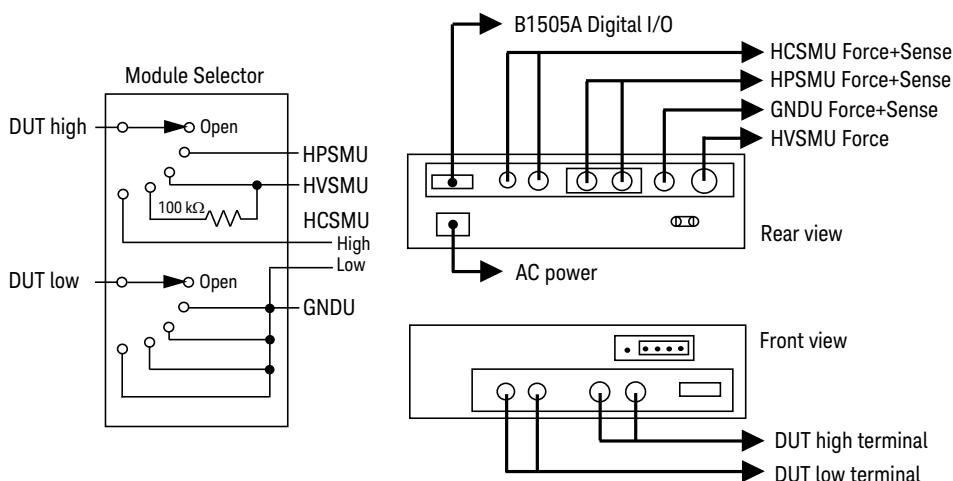 B1505A Digital I/O
HCSMU Force+Sense
HPSMU Force+Sense
GNDU Force+Sense
HVSMU Force
Module Selector
DUT high
Open
HPSMU
HVSMU
100 kΩ
HCSMU
High
Low
DUT low
Open
GNDU
Rear view
AC power
Front view
DUT high terminal
DUT low terminal